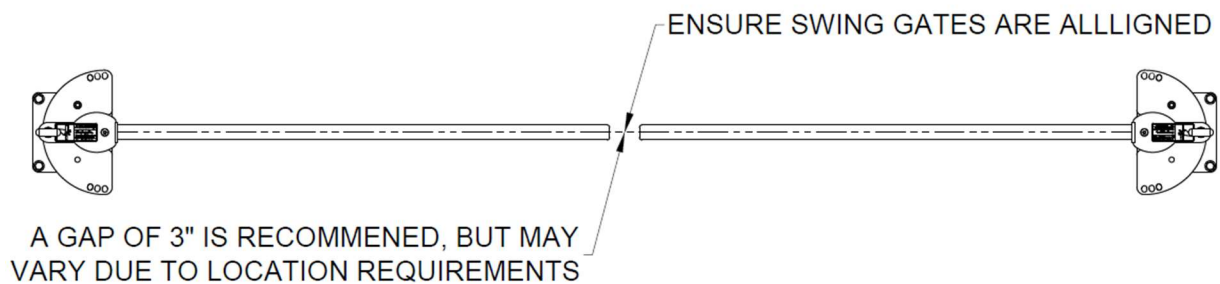 ENSURE SWING GATES ARE ALLLIGNED
A GAP OF 3" IS RECOMMENED, BUT MAY
VARY DUE TO LOCATION REQUIREMENTS